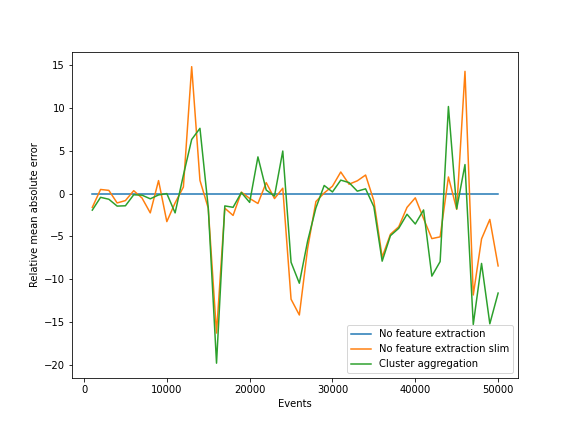 15
10
5
0
−5
−10
−15
−20
Relative mean absolute error
0
10000
20000
30000
40000
50000
Events
No feature extraction
No feature extraction slim
Cluster aggregation